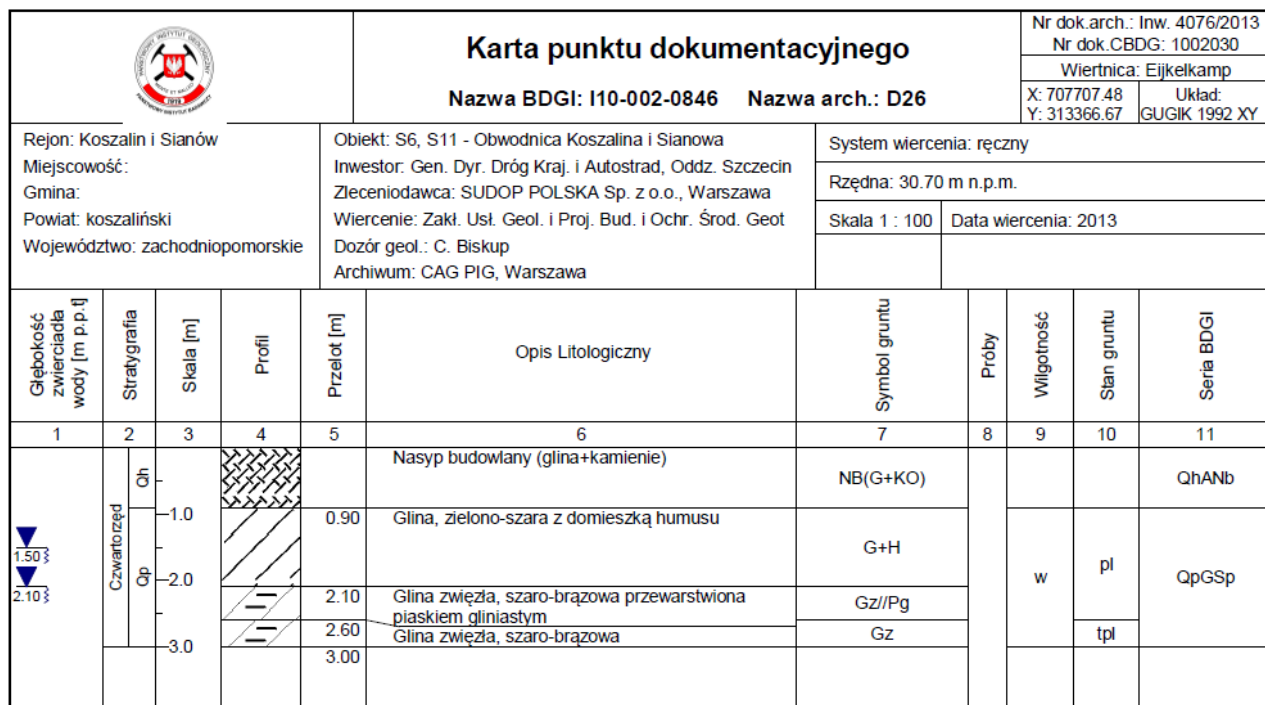 PAŃSTWOWY INSTYTUT GEOLOGICZNY
PAŃSTWOWY INSTYTUT BADAWCZY
1919
Karta punktu dokumentacyjnego
Nazwa BDGI: I10-002-0846 Nazwa arch.: D26
Nr dok.arch.: Inw. 4076/2013
Nr dok.CBDG: 1002030
Wiertnica: Eijkelkamp
X: 707707.48
Y: 313366.67
Układ:
GUGIK 1992 XY
Rejon: Koszalin i Sianów
Miejscowość:
Gmina:
Powiat: koszaliński
Województwo: zachodniopomorskie
Obiekt: S6, S11 - Obwodnica Koszalina i Sianowa
Inwestor: Gen. Dyr. Dróg Kraj. i Autostrad, Oddz. Szczecin
Zleceniodawca: SUDOP POLSKA Sp. z o.o., Warszawa
Wiercenie: Zakł. Usł. Geol. i Proj. Bud. i Ochr. Środ. Geot
Dozór geol.: C. Biskup
Archiwum: CAG PIG, Warszawa
System wiercenia: ręczny
Rzędna: 30.70 m n.p.m.
Skala 1 : 100
Data wiercenia: 2013
Głębokość
zwierciadła
wody [m p.p.t]
Stratygrafia
Skala [m]
Profil
Przelot [m]
Opis Litologiczny
Symbol gruntu
Próby
Wilgotność
Stan gruntu
Seria BDGI
1 2 3 4 5 6 7 8 9 10 11
Czwartorzęd
Qh
Nasyp budowlany (glina+kamienie)
NB(G+KO)
QhANb
1.0
0.90
Glina, zielono-szara z domieszką humusu
G+H
1.50
Qp
2.0
w
pl
QpGSp
2.10
2.10
Glina zwięzła, szaro-brązowa przewarstwiona
piaskiem gliniastym
Gz//Pg
2.60
Glina zwięzła, szaro-brązowa
Gz
tpl
3.0
3.00